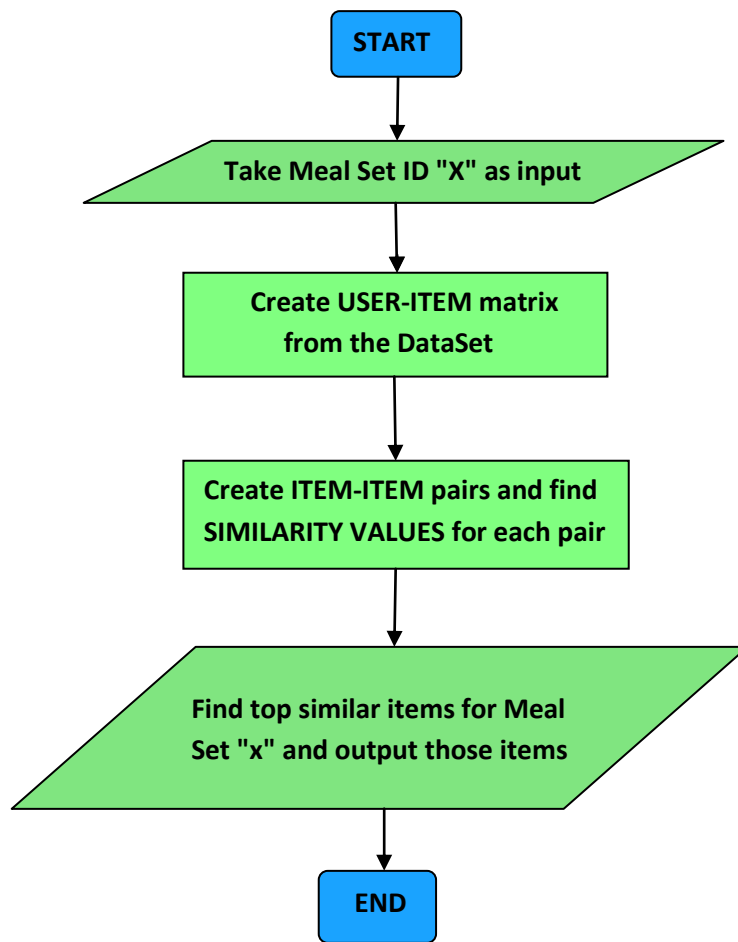 START
Take Meal Set ID "X" as input
Create USER-ITEM matrix
from the DataSet
Create ITEM-ITEM pairs and find
SIMILARITY VALUES for each pair
Find top similar items for Meal
Set "x" and output those items
END